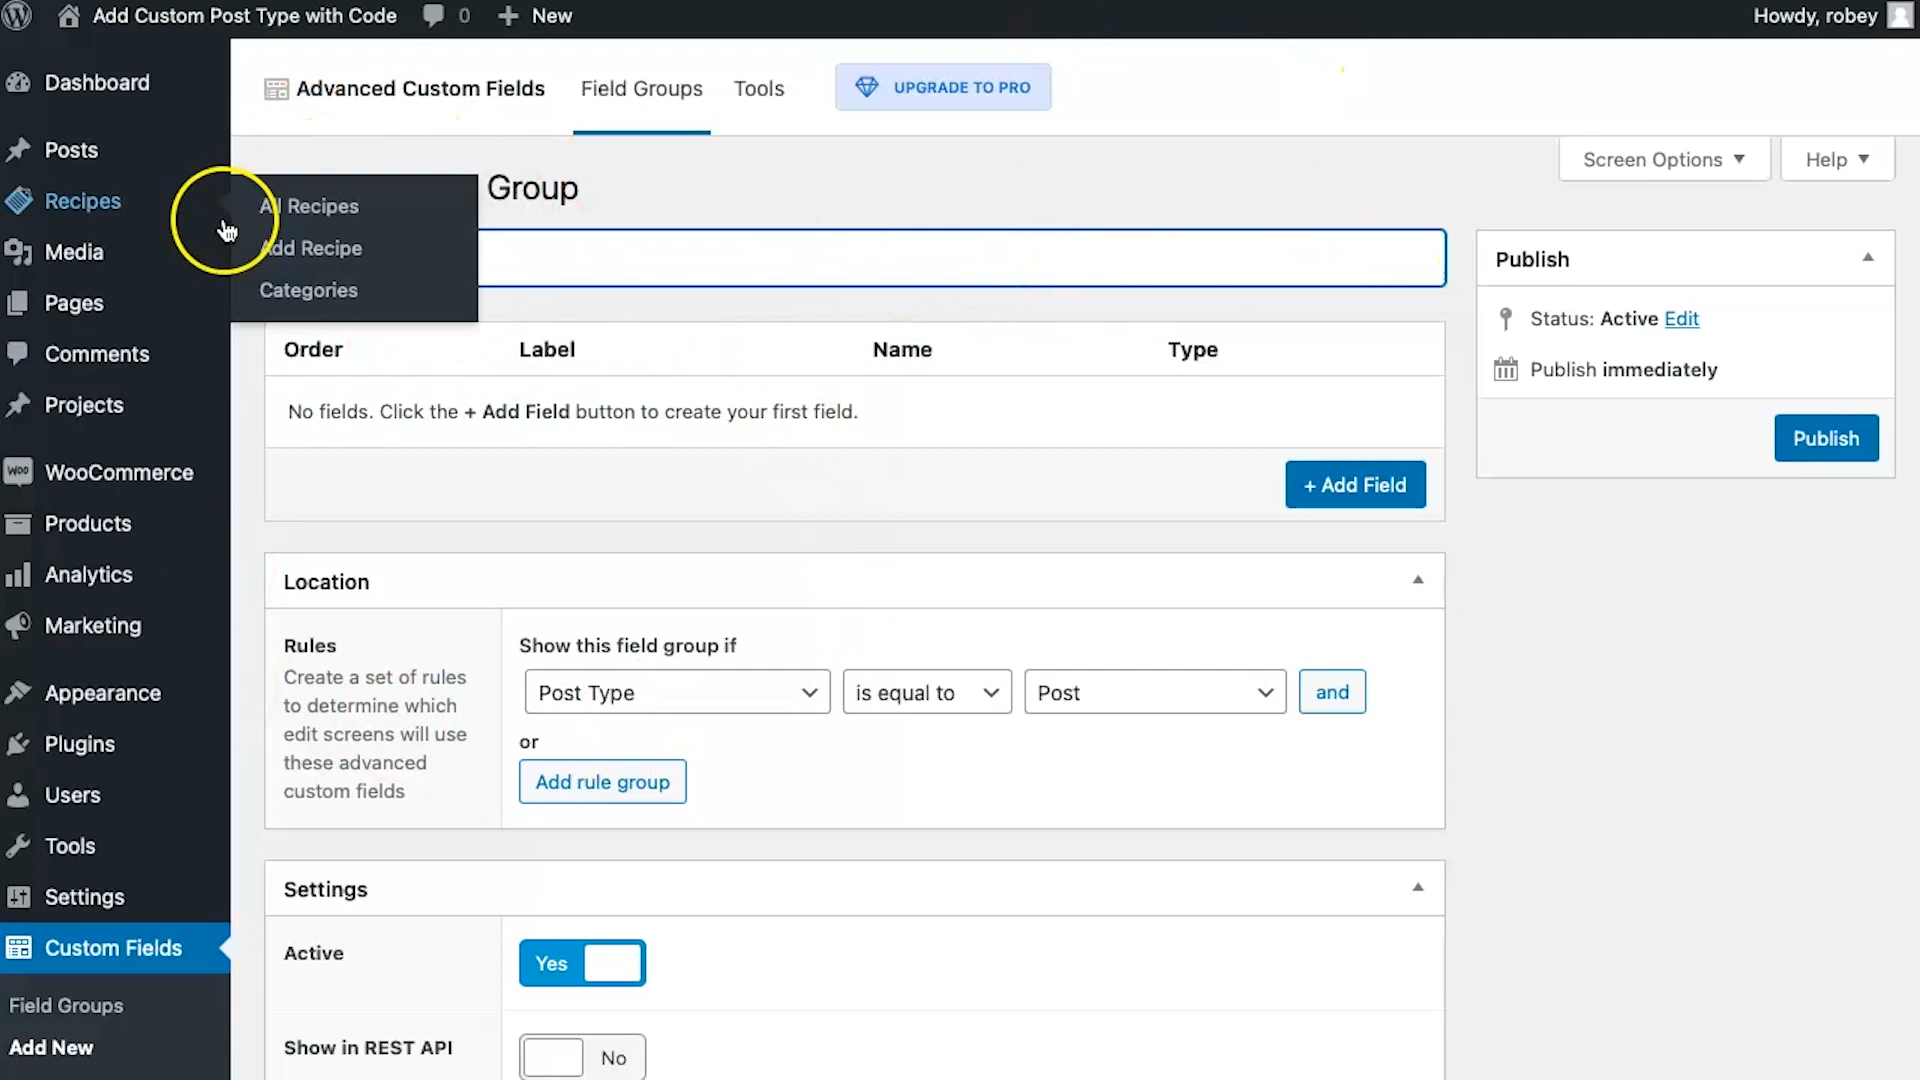 Add Custom Post Type with Code
0
New
Howdy, robey
Dashboard
Posts
Recipes
Media
Pages
Comments
Projects
WOO
WooCommerce
Products
Analytics
Marketing
Appearance
Plugins
Users
Tools
Settings
Custom Fields
Field Groups
Add New
All Recipes
Add Recipe
Categories
Advanced Custom Fields
Field Groups
Tools
UPGRADE TO PRO
Screen Options
Help
Group
Order
Label
Name
Type
No fields. Click the + Add Field button to create your first field.
+ Add Field
Location
Rules
Create a set of rules
to determine which
edit screens will use
these advanced
custom fields
Show this field group if
Post Type
is equal to
Post
and
or
Add rule group
Settings
Active
Yes
Show in REST API
No
Publish
Status: Active Edit
Publish immediately
Publish